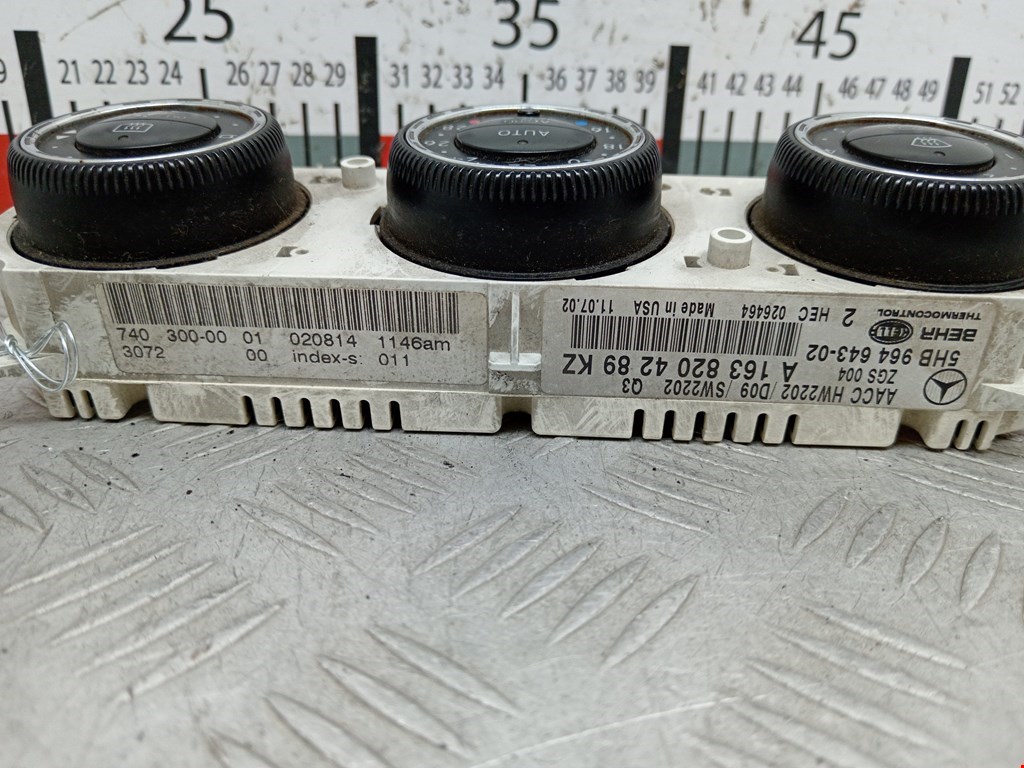 25 35 45
21 22 23 24 26 27 28 29 31 32 33 34 36 37 38 39 41 42 43 44 46 47 48 49 51 52
AUTO
740 300-00 01 020814 1146am
3072 00 index-s: 011
AACC HW2202 /D09 /SW2202 Q3
ZGS 004
A 163 820 42 89 KZ
5HB 964 643-02
BEHR HELLA
THERMOCONTROL
2 HEC 026464 Made in USA 11.07.02